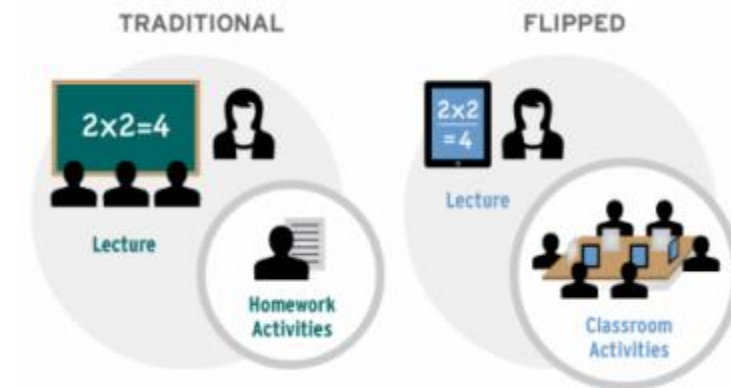 TRADITIONAL
2x2=4
Lecture
Homework
Activities
FLIPPED
2x2
=4
Lecture
Classroom
Activities